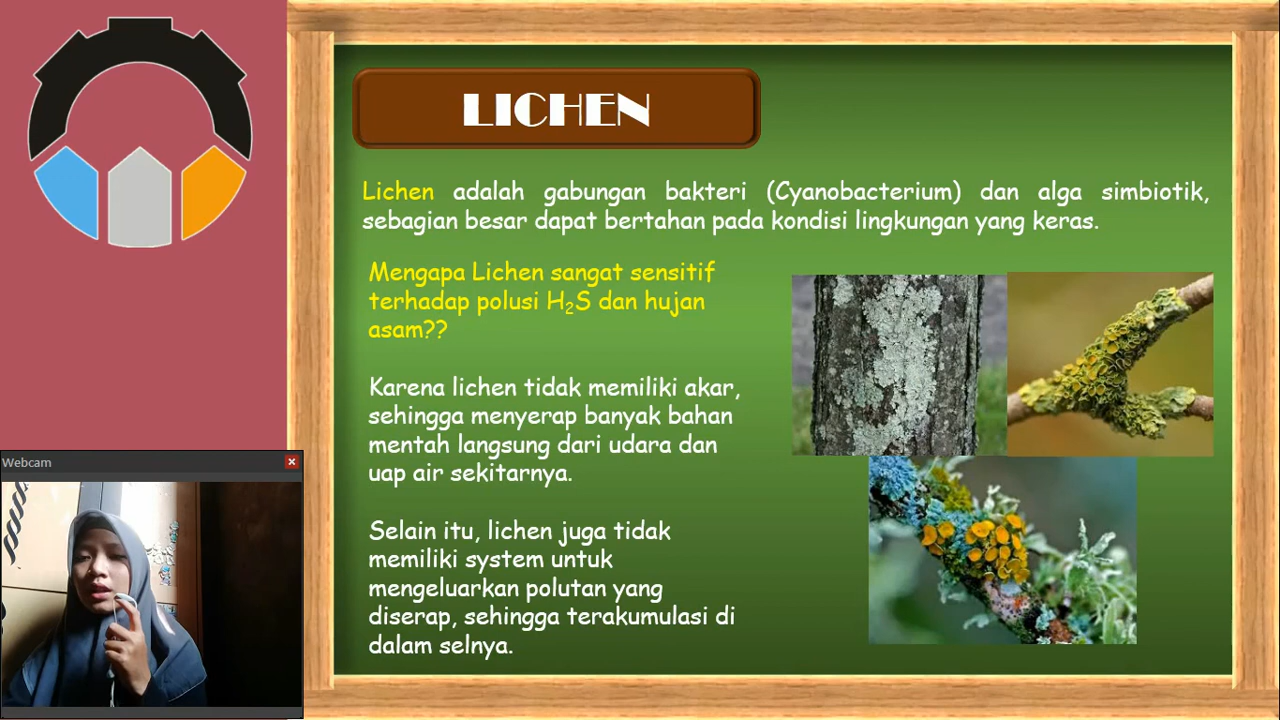 LICHEN
Lichen adalah gabungan bakteri (Cyanobacterium) dan alga simbiotik,
sebagian besar dapat bertahan pada kondisi lingkungan yang keras.
Mengapa Lichen sangat sensitif
terhadap polusi H₂S dan hujan
asam??
Karena lichen tidak memiliki akar,
sehingga menyerap banyak bahan
mentah langsung dari udara dan
uap air sekitarnya.
Selain itu, lichen juga tidak
memiliki system untuk
mengeluarkan polutan yang
diserap, sehingga terakumulasi di
dalam selnya.
Webcam